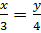 x/3 = y/4